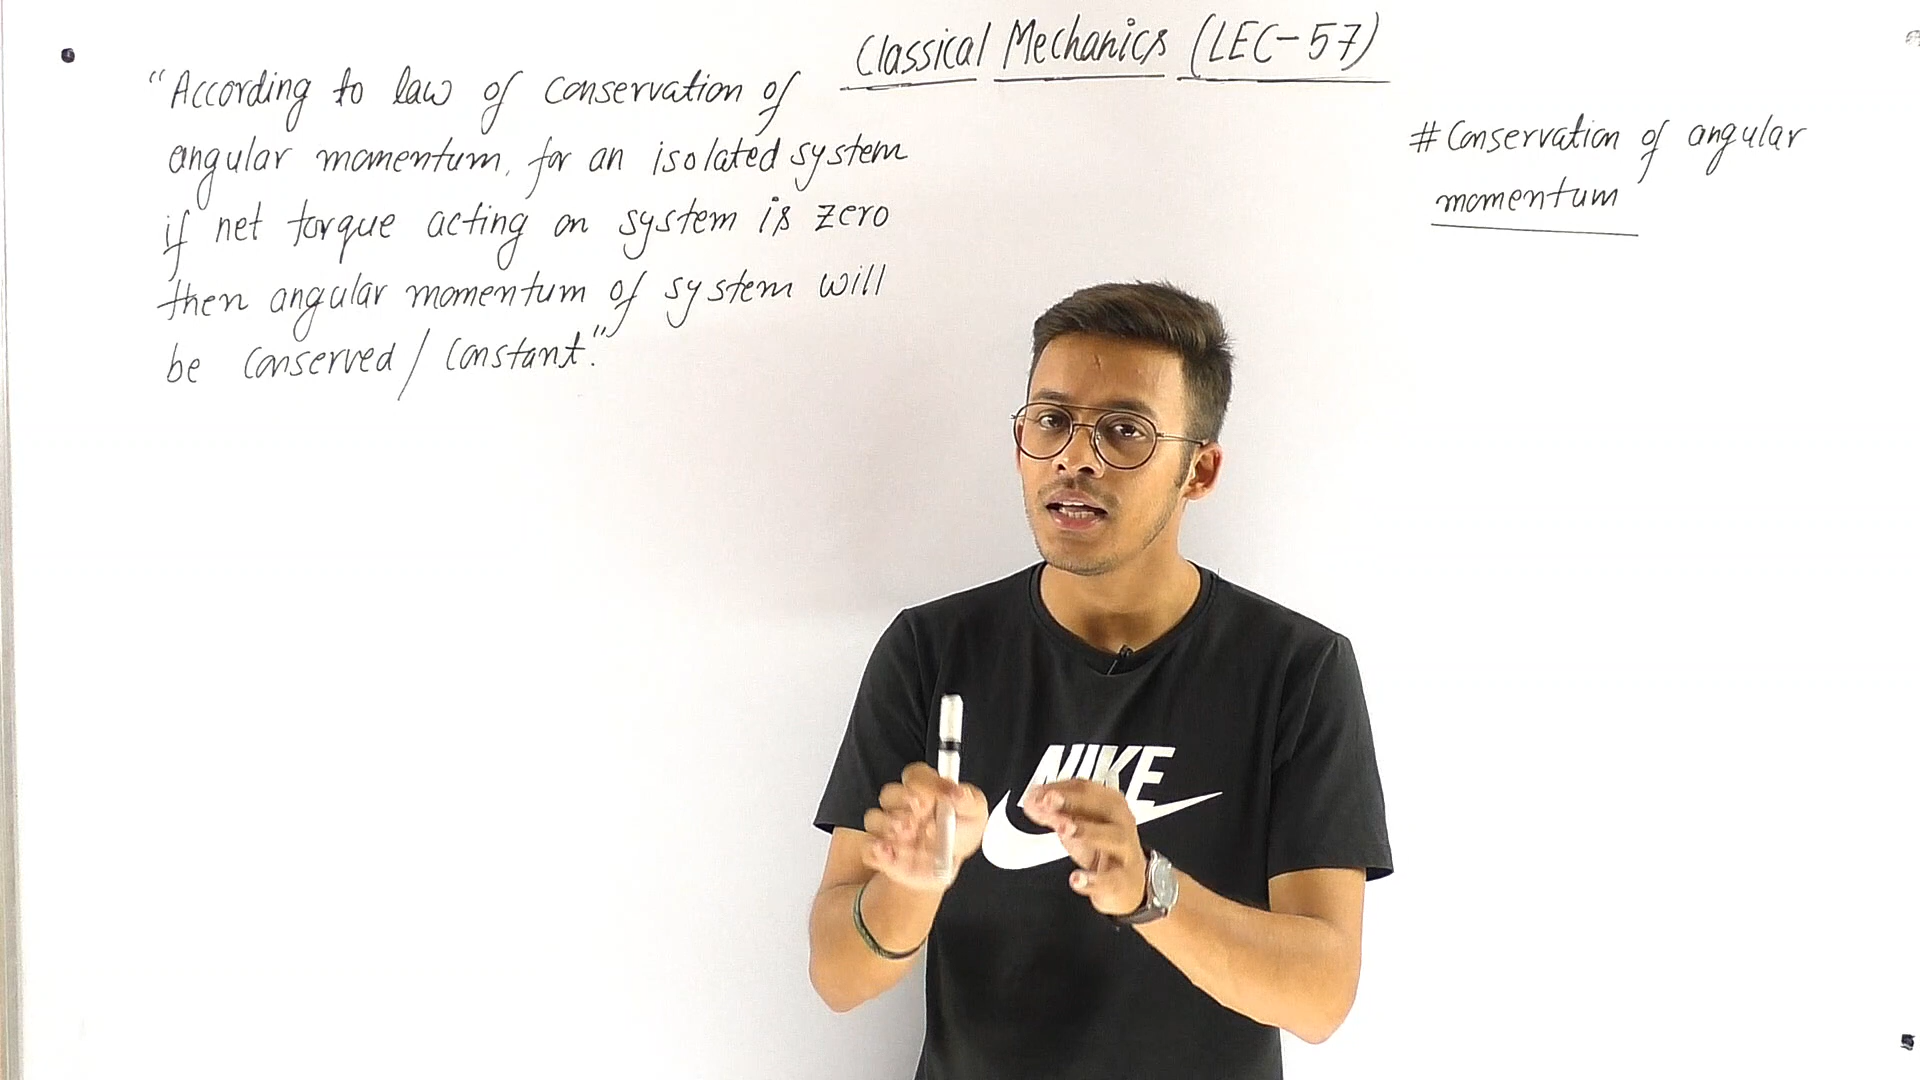 Classical Mechanics (LEC-57)
"According to law of conservation of
angular momentum, for an isolated system
if net torque acting on system is zero
then angular momentum of system will
be conserved / constant."
# Conservation of angular
momentum
NIKE